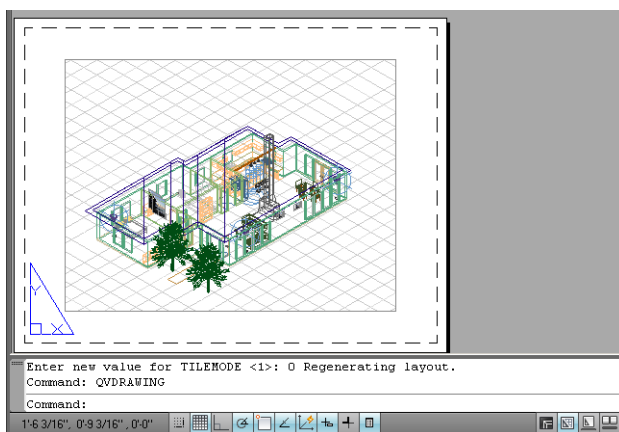 Y
X
Enter new value for TILEMODE <1>: 0 Regenerating layout.
Command: QVDRAWING
Command:
1'-6 3/16", 0'-9 3/16", 0'-0"